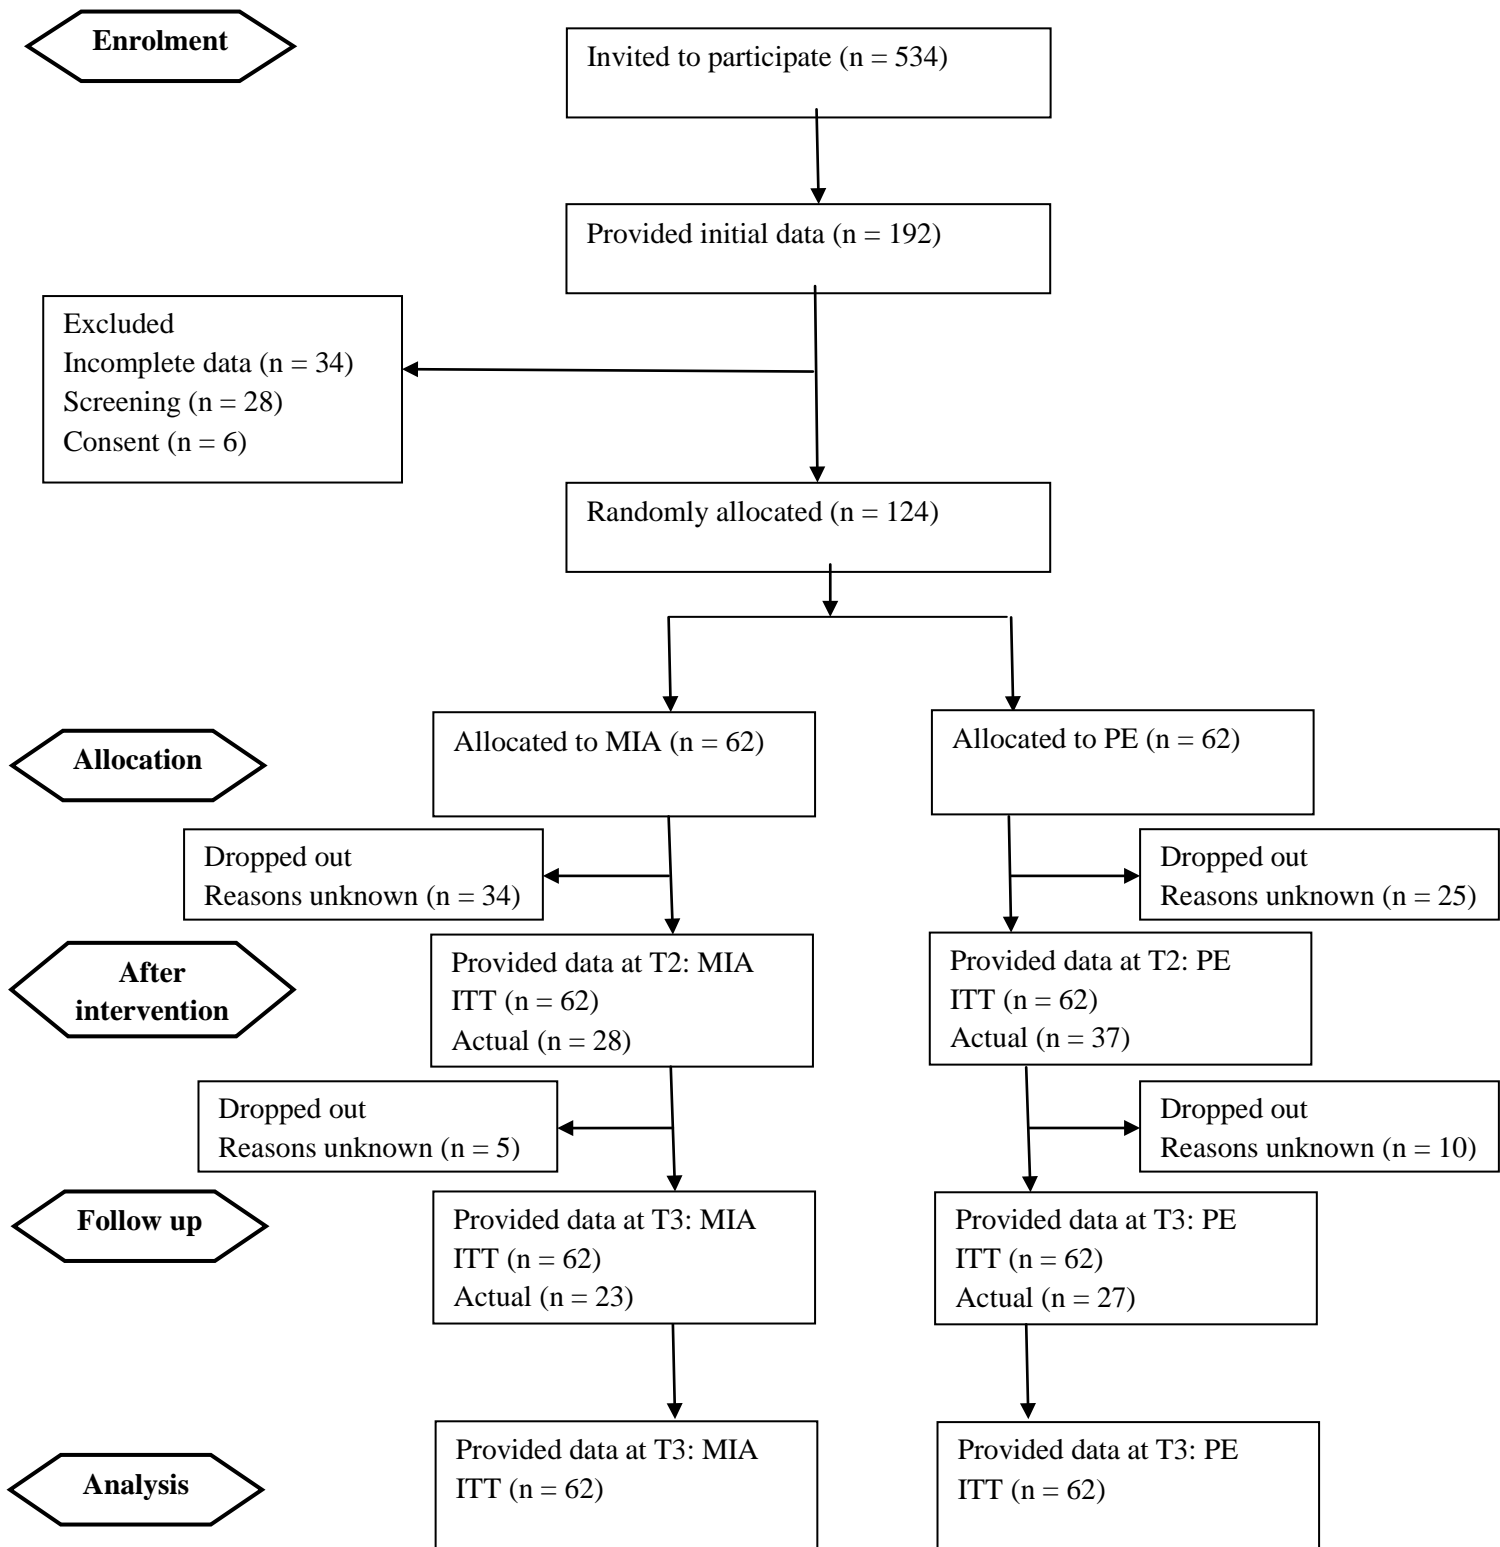 Enrolment
Invited to participate (n = 534)
Provided initial data (n = 192)
Excluded
Incomplete data (n = 34)
Screening (n = 28)
Consent (n = 6)
Randomly allocated (n = 124)
Allocation
Allocated to MIA (n = 62)
Allocated to PE (n = 62)
Dropped out
Reasons unknown (n = 34)
Dropped out
Reasons unknown (n = 25)
After
intervention
Provided data at T2: MIA
ITT (n = 62)
Actual (n = 28)
Provided data at T2: PE
ITT (n = 62)
Actual (n = 37)
Dropped out
Reasons unknown (n = 5)
Dropped out
Reasons unknown (n = 10)
Follow up
Provided data at T3: MIA
ITT (n = 62)
Actual (n = 23)
Provided data at T3: PE
ITT (n = 62)
Actual (n = 27)
Analysis
Provided data at T3: MIA
ITT (n = 62)
Provided data at T3: PE
ITT (n = 62)